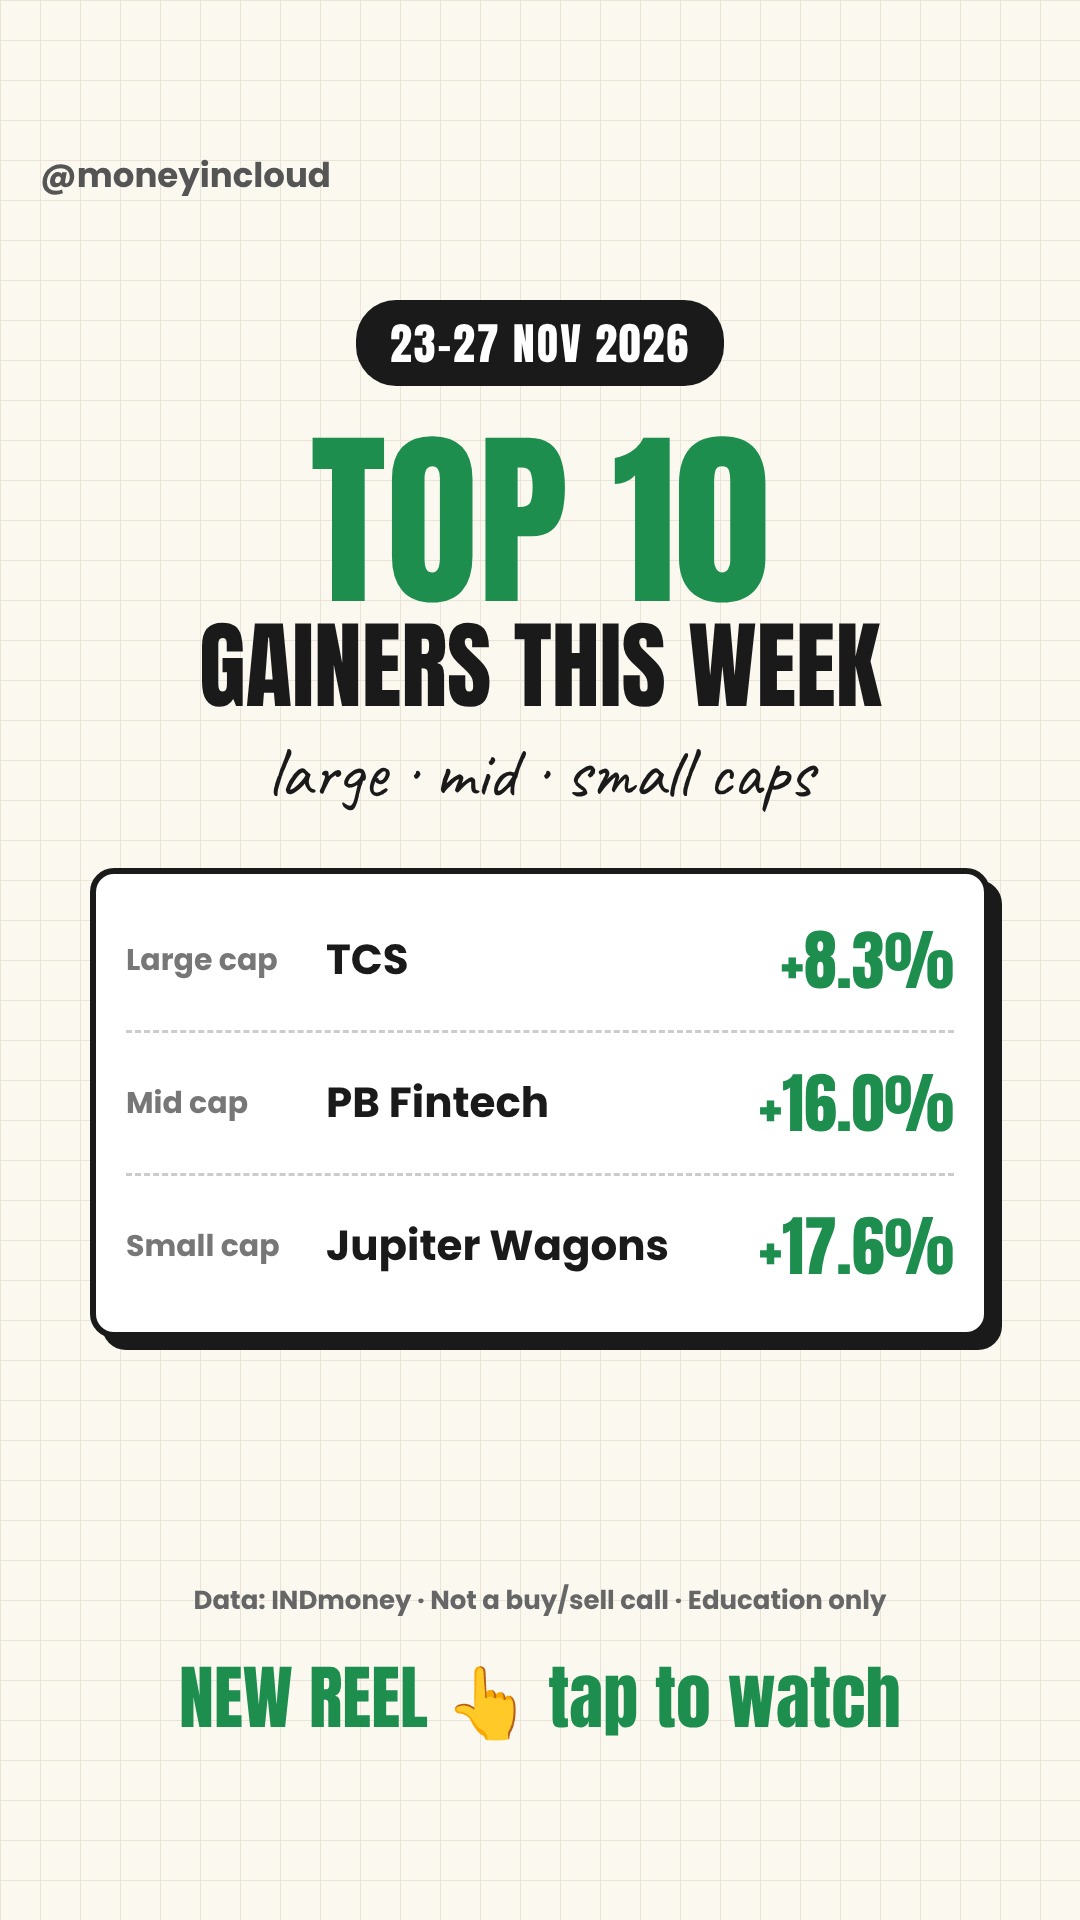 @moneyincloud
23-27 NOV 2026
TOP 10
GAINERS THIS WEEK
large · mid · small caps
Large cap TCS +8.3%
Mid cap PB Fintech +16.0%
Small cap Jupiter Wagons +17.6%
Data: INDmoney · Not a buy/sell call · Education only
NEW REEL 👆 tap to watch